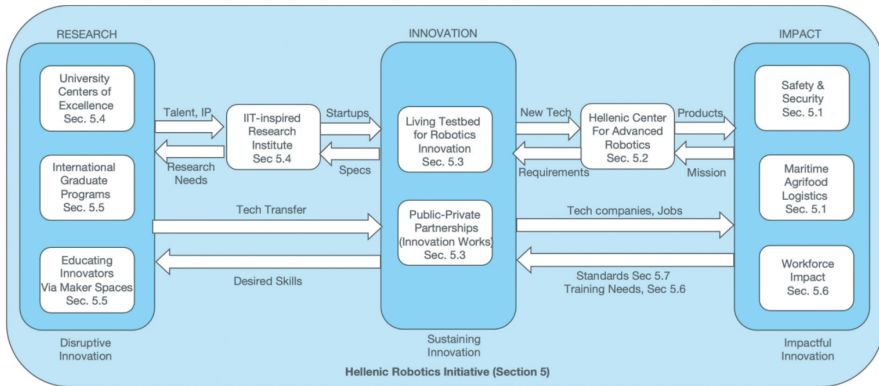 RESEARCH
University
Centers of
Excellence
Sec. 5.4
International
Graduate
Programs
Sec. 5.5
Educating
Innovators
Via Maker Spaces
Sec. 5.5
Disruptive
Innovation
Talent, IP
Research
Needs
IIT-inspired
Research
Institute
Sec 5.4
Startups
Specs
Tech Transfer
Desired Skills
INNOVATION
Living Testbed
for Robotics
Innovation
Sec. 5.3
Public-Private
Partnerships
(Innovation Works)
Sec. 5.3
Sustaining
Innovation
New Tech
Requirements
Hellenic Center
For Advanced
Robotics
Sec. 5.2
Products
Mission
Tech companies, Jobs
Standards Sec 5.7
Training Needs, Sec 5.6
IMPACT
Safety &
Security
Sec. 5.1
Maritime
Agrifood
Logistics
Sec. 5.1
Workforce
Impact
Sec. 5.6
Impactful
Innovation
Hellenic Robotics Initiative (Section 5)